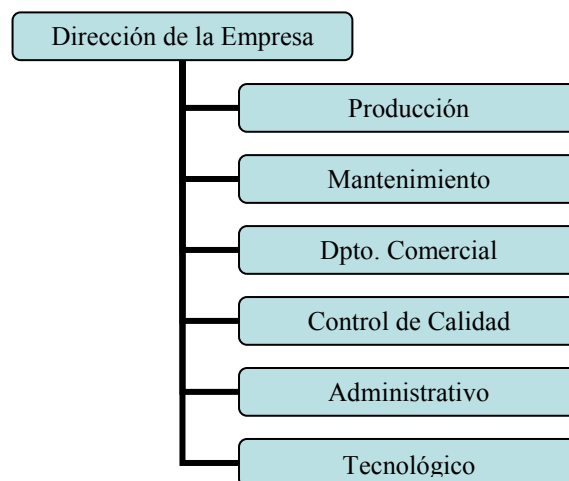 Dirección de la Empresa
Producción
Mantenimiento
Dpto. Comercial
Control de Calidad
Administrativo
Tecnológico